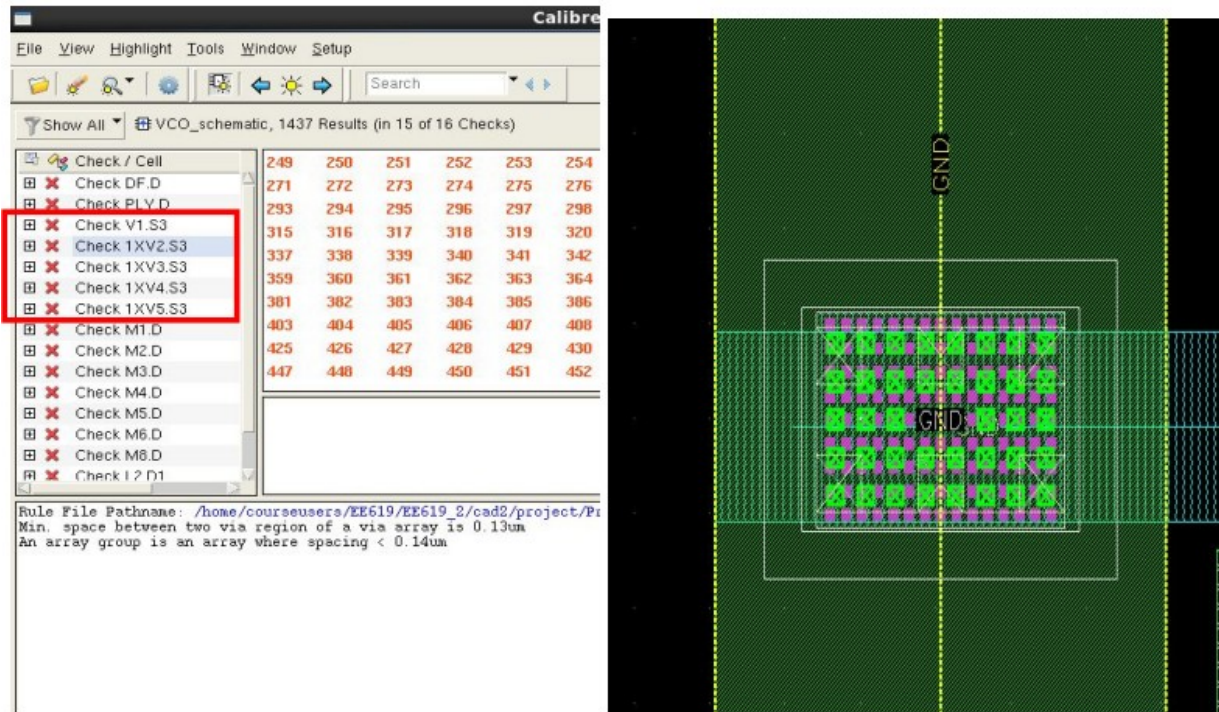 Calibre
File View Highlight Tools Window Setup
Search
Show All VCO_schematic, 1437 Results (in 15 of 16 Checks)
Check / Cell
Check DF.D
Check PLY.D
Check V1.S3
Check 1XV2.S3
Check 1XV3.S3
Check 1XV4.S3
Check 1XV5.S3
Check M1.D
Check M2.D
Check M3.D
Check M4.D
Check M5.D
Check M6.D
Check M8.D
Check L2.D1
249 250 251 252 253 254
271 272 273 274 275 276
293 294 295 296 297 298
315 316 317 318 319 320
337 338 339 340 341 342
359 360 361 362 363 364
381 382 383 384 385 386
403 404 405 406 407 408
425 426 427 428 429 430
447 448 449 450 451 452
Rule File Pathname: /home/courseusers/EE619/EE619_2/cad2/project/Pr
Min. space between two via region of a via array is 0.13um
An array group is an array where spacing < 0.14um
GND
GND